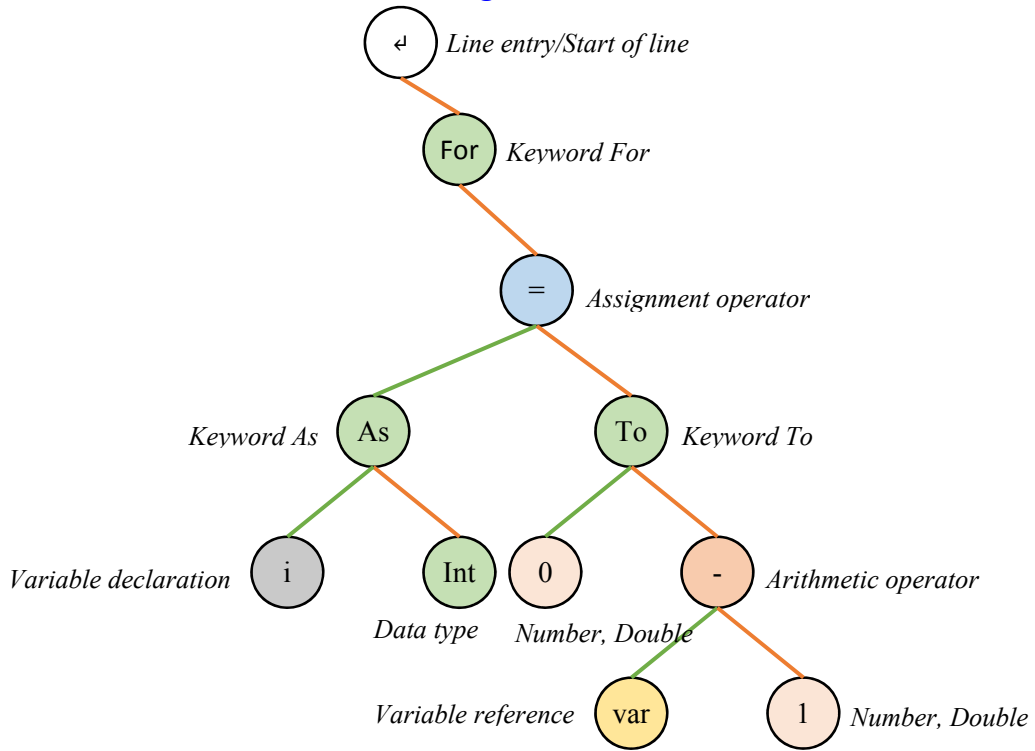 ↲ Line entry/Start of line
For Keyword For
= Assignment operator
Keyword As As To Keyword To
Variable declaration i Int 0 - Arithmetic operator
Data type Number, Double
Variable reference var 1 Number, Double